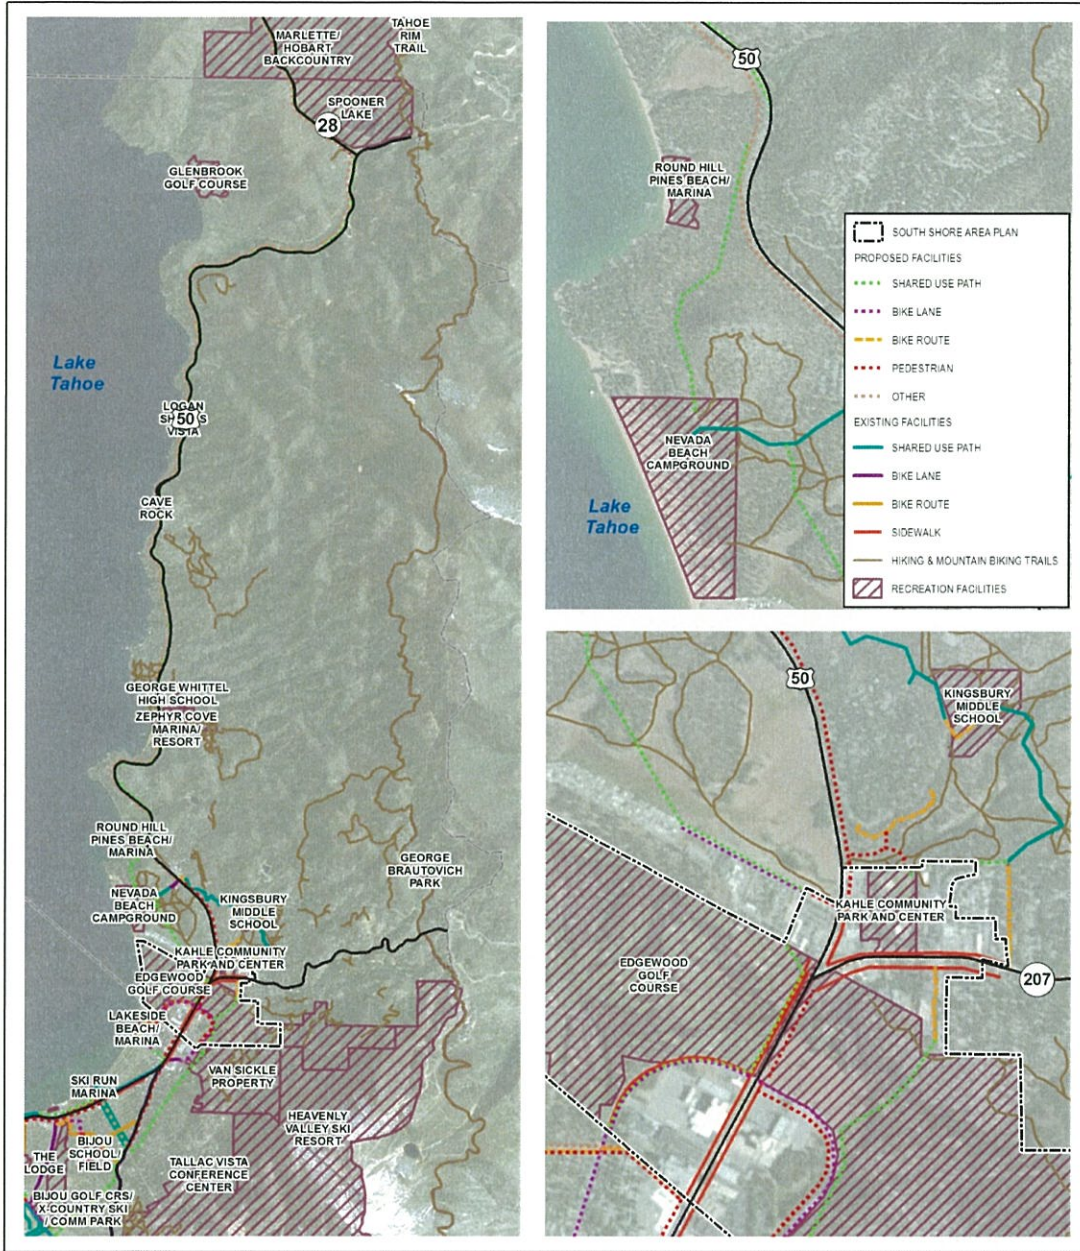 TAHOE
RIM
TRAIL
MARLETTE/
HOBART
BACKCOUNTRY
SPOONER
LAKE
28
GLENBROOK
GOLF COURSE
Lake
Tahoe
LOGAN
SHOALS
VISTA
50
CAVE
ROCK
GEORGE WHITTEL
HIGH SCHOOL
ZEPHYR COVE
MARINA/
RESORT
ROUND HILL
PINES BEACH/
MARINA
GEORGE
BRAUTOVICH
PARK
NEVADA
BEACH
CAMPGROUND
KINGSBURY
MIDDLE
SCHOOL
KAHLE COMMUNITY
PARK AND CENTER
EDGEWOOD
GOLF COURSE
LAKESIDE
BEACH/
MARINA
VAN SICKLE
PROPERTY
SKI RUN
MARINA
HEAVENLY
VALLEY SKI
RESORT
THE
LODGE
BIJOU
SCHOOL/
FIELD
TALLAC VISTA
CONFERENCE
CENTER
BIJOU GOLF CRS/
X-COUNTRY SKI
/ COMM PARK
50
ROUND HILL
PINES BEACH/
MARINA
NEVADA
BEACH
CAMPGROUND
Lake
Tahoe
SOUTH SHORE AREA PLAN
PROPOSED FACILITIES
SHARED USE PATH
BIKE LANE
BIKE ROUTE
PEDESTRIAN
OTHER
EXISTING FACILITIES
SHARED USE PATH
BIKE LANE
BIKE ROUTE
SIDEWALK
HIKING & MOUNTAIN BIKING TRAILS
RECREATION FACILITIES
50
KINGSBURY
MIDDLE
SCHOOL
KAHLE COMMUNITY
PARK AND CENTER
EDGEWOOD
GOLF
COURSE
207